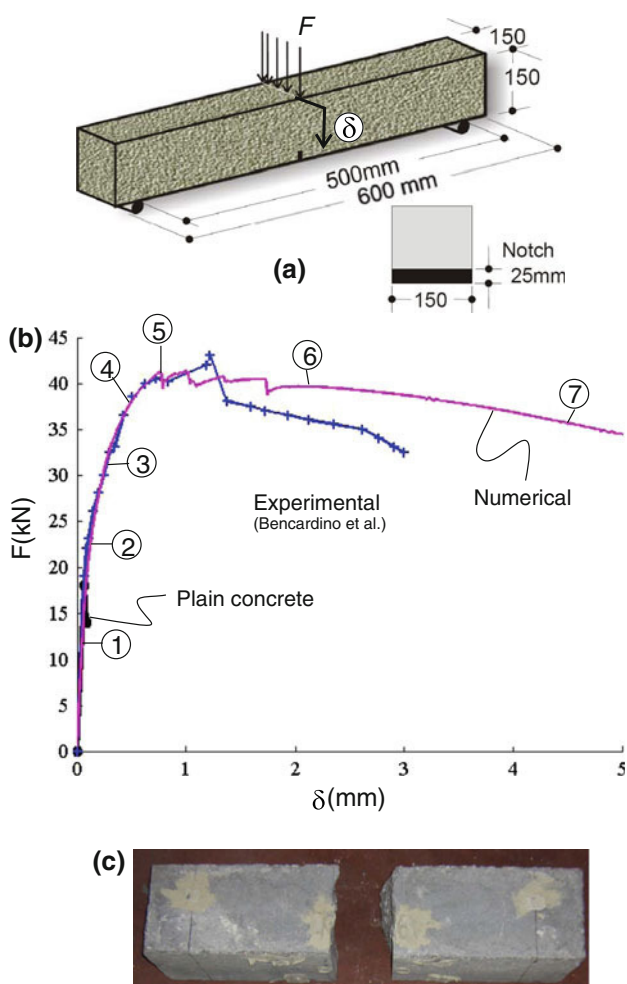 F
150
150
δ
500mm
600 mm
(a)
Notch
25mm
150
(b)
45
40
35
30
25
20
15
10
5
0
F(kN)
5
6
4
7
3
Experimental
(Bencardino et al.)
Numerical
2
Plain concrete
1
0
1
2
3
4
5
δ(mm)
(c)